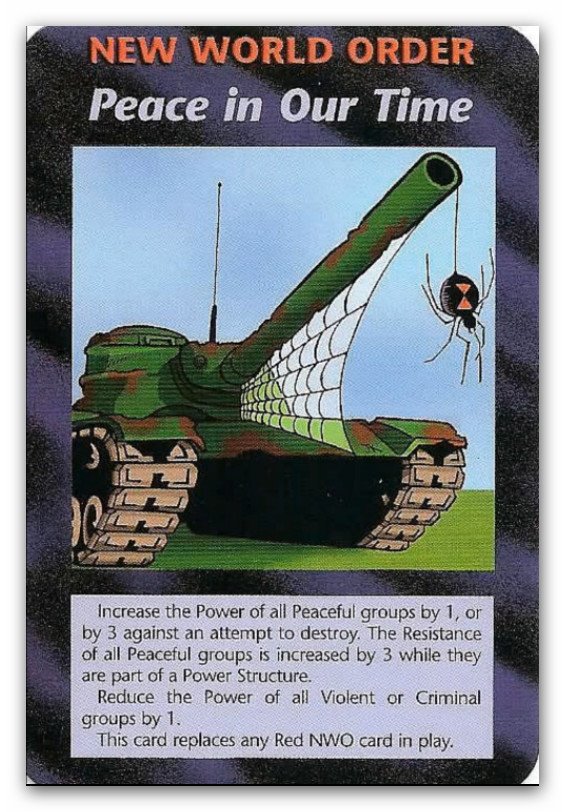 NEW WORLD ORDER
Peace in Our Time
Increase the Power of all Peaceful groups by 1, or
by 3 against an attempt to destroy. The Resistance
of all Peaceful groups is increased by 3 while they
are part of a Power Structure.
Reduce the Power of all Violent or Criminal
groups by 1.
This card replaces any Red NWO card in play.